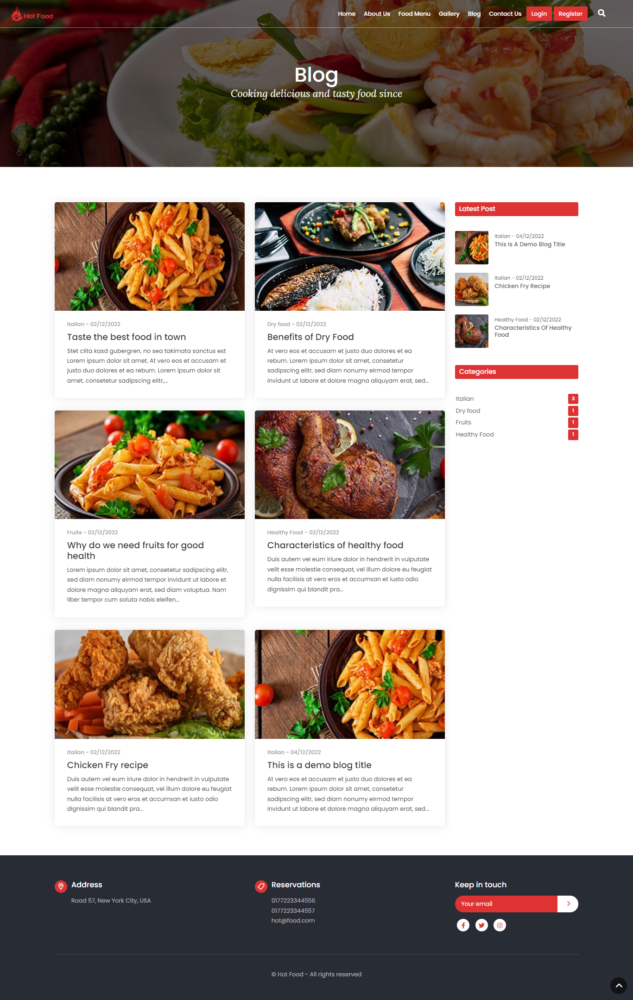 Hot Food
Home About Us Food Menu Gallery Blog Contact Us Login Register
Blog
Cooking delicious and tasty food since
Italian - 02/12/2022
Taste the best food in town
Stet clita kasd gubergren, no sea takimata sanctus est
Lorem ipsum dolor sit amet. At vero eos et accusam et
justo duo dolores et ea rebum. Lorem ipsum dolor sit
amet, consetetur sadipscing elitr,...
Dry food - 02/12/2022
Benefits of Dry Food
At vero eos et accusam et justo duo dolores et ea
rebum. Lorem ipsum dolor sit amet, consetetur
sadipscing elitr, sed diam nonumy eirmod tempor
invidunt ut labore et dolore magna aliquyam erat, sed...
Fruits - 02/12/2022
Why do we need fruits for good
health
Lorem ipsum dolor sit amet, consetetur sadipscing elitr,
sed diam nonumy eirmod tempor invidunt ut labore et
dolore magna aliquyam erat, sed diam voluptua. Nam
liber tempor cum soluta nobis eleifen...
Healthy Food - 02/12/2022
Characteristics of healthy food
Duis autem vel eum iriure dolor in hendrerit in vulputate
velit esse molestie consequat, vel illum dolore eu feugiat
nulla facilisis at vero eros et accumsan et iusto odio
dignissim qui blandit pra...
Italian - 02/12/2022
Chicken Fry recipe
Duis autem vel eum iriure dolor in hendrerit in vulputate
velit esse molestie consequat, vel illum dolore eu feugiat
nulla facilisis at vero eros et accumsan et iusto odio
dignissim qui blandit pra...
Italian - 04/12/2022
This is a demo blog title
At vero eos et accusam et justo duo dolores et ea
rebum. Lorem ipsum dolor sit amet, consetetur
sadipscing elitr, sed diam nonumy eirmod tempor
invidunt ut labore et dolore magna aliquyam erat, sed...
Latest Post
Italian - 04/12/2022
This Is A Demo Blog Title
Italian - 02/12/2022
Chicken Fry Recipe
Healthy Food - 02/12/2022
Characteristics Of Healthy
Food
Categories
Italian 3
Dry food 1
Fruits 1
Healthy Food 1
Address
Road 57, New York City, USA
Reservations
0177223344556
0177223344557
hot@food.com
Keep in touch
Your email
© Hot Food - All rights reserved